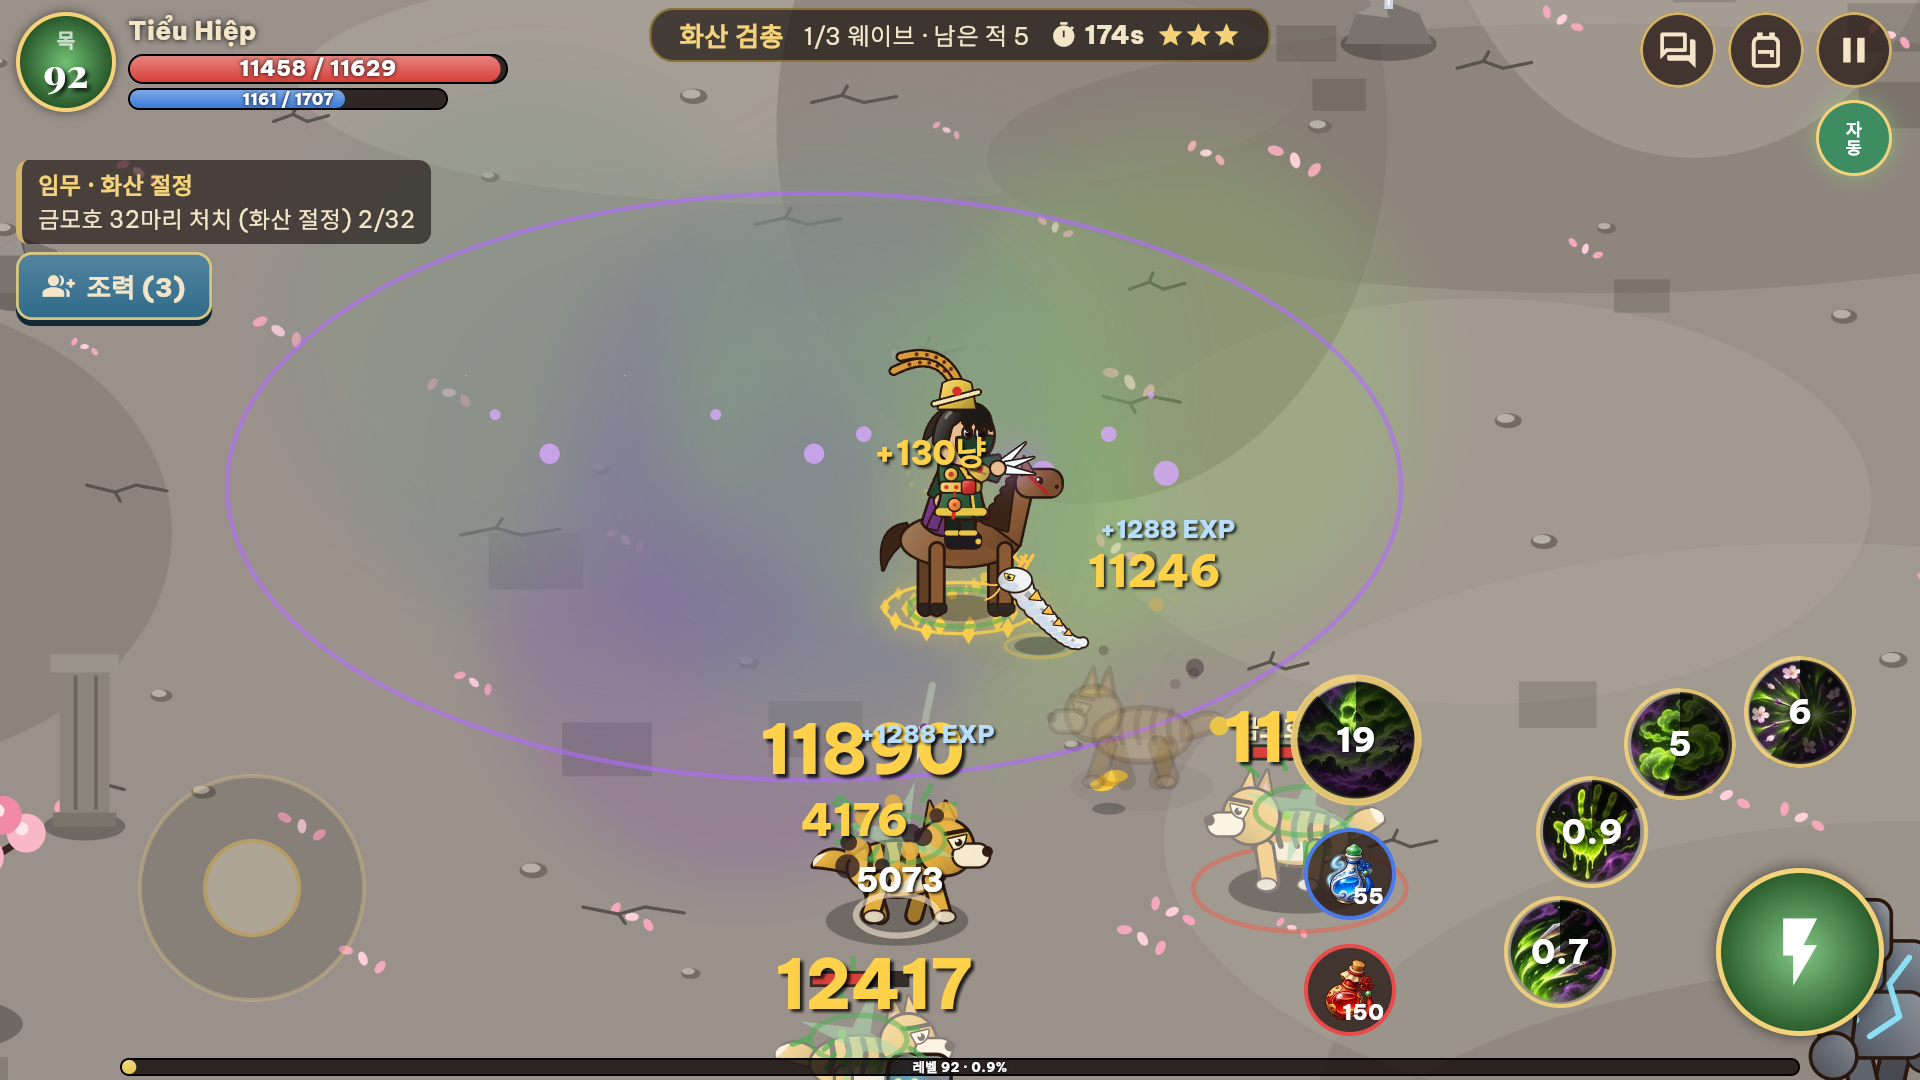 목
92
Tiểu Hiệp
11458 / 11629
1161 / 1707
화산 검총 1/3 웨이브 · 남은 적 5 174s
자동
임무 · 화산 절정
금모호 32마리 처치 (화산 절정) 2/32
조력 (3)
+130냥
+1288 EXP
11246
+1288 EXP
11890
4176
5073
12417
19
5
6
0.9
0.7
55
150
레벨 92 · 0.9%